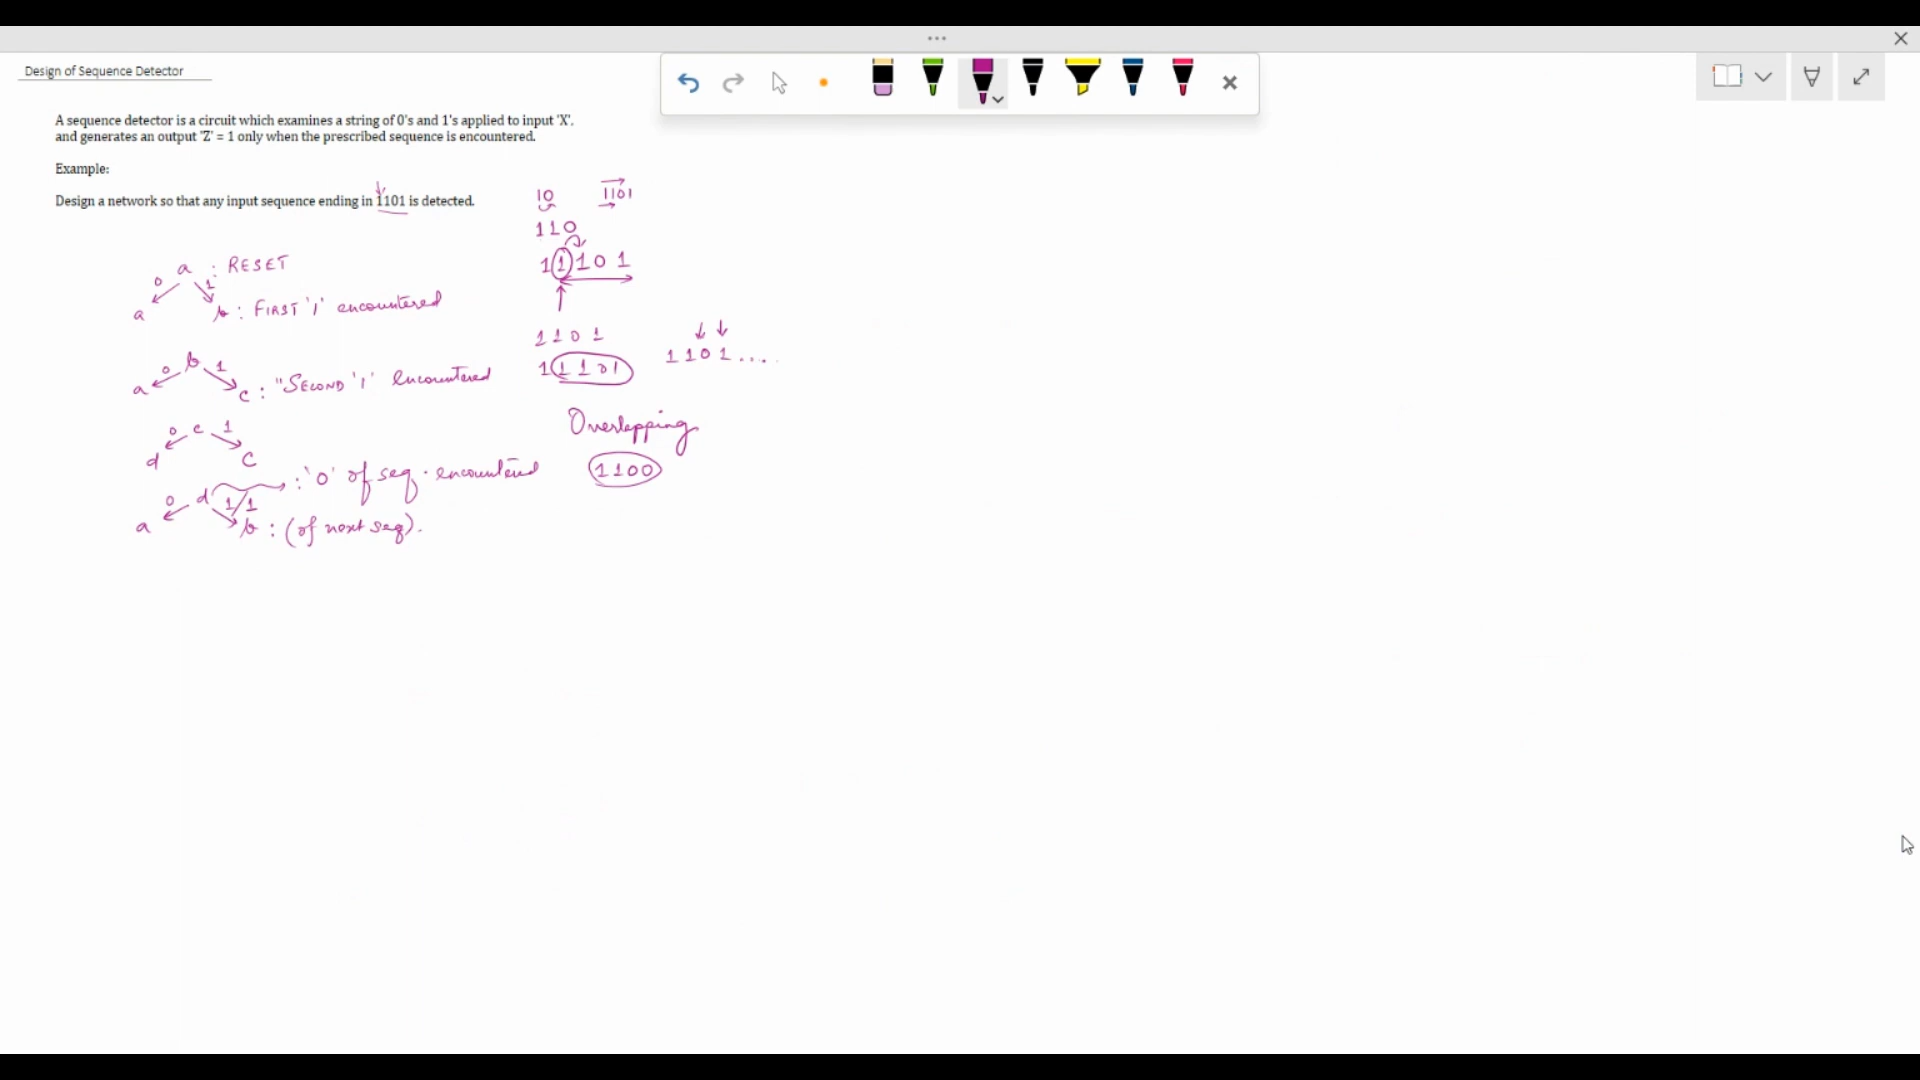 Design of Sequence Detector
A sequence detector is a circuit which examines a string of 0's and 1's applied to input 'X'.
and generates an output 'Z' = 1 only when the prescribed sequence is encountered.
Example:
Design a network so that any input sequence ending in 1101 is detected.
10 1101
110
11101
a : RESET
0 1
a b : FIRST '1' encountered
1101
1101....
b
0 1
a c : "SECOND '1' encountered
11101
Overlapping
c
0 1
d c
1100
: '0' of seq. encountered
d
0 1/1
a b : (of next seq).